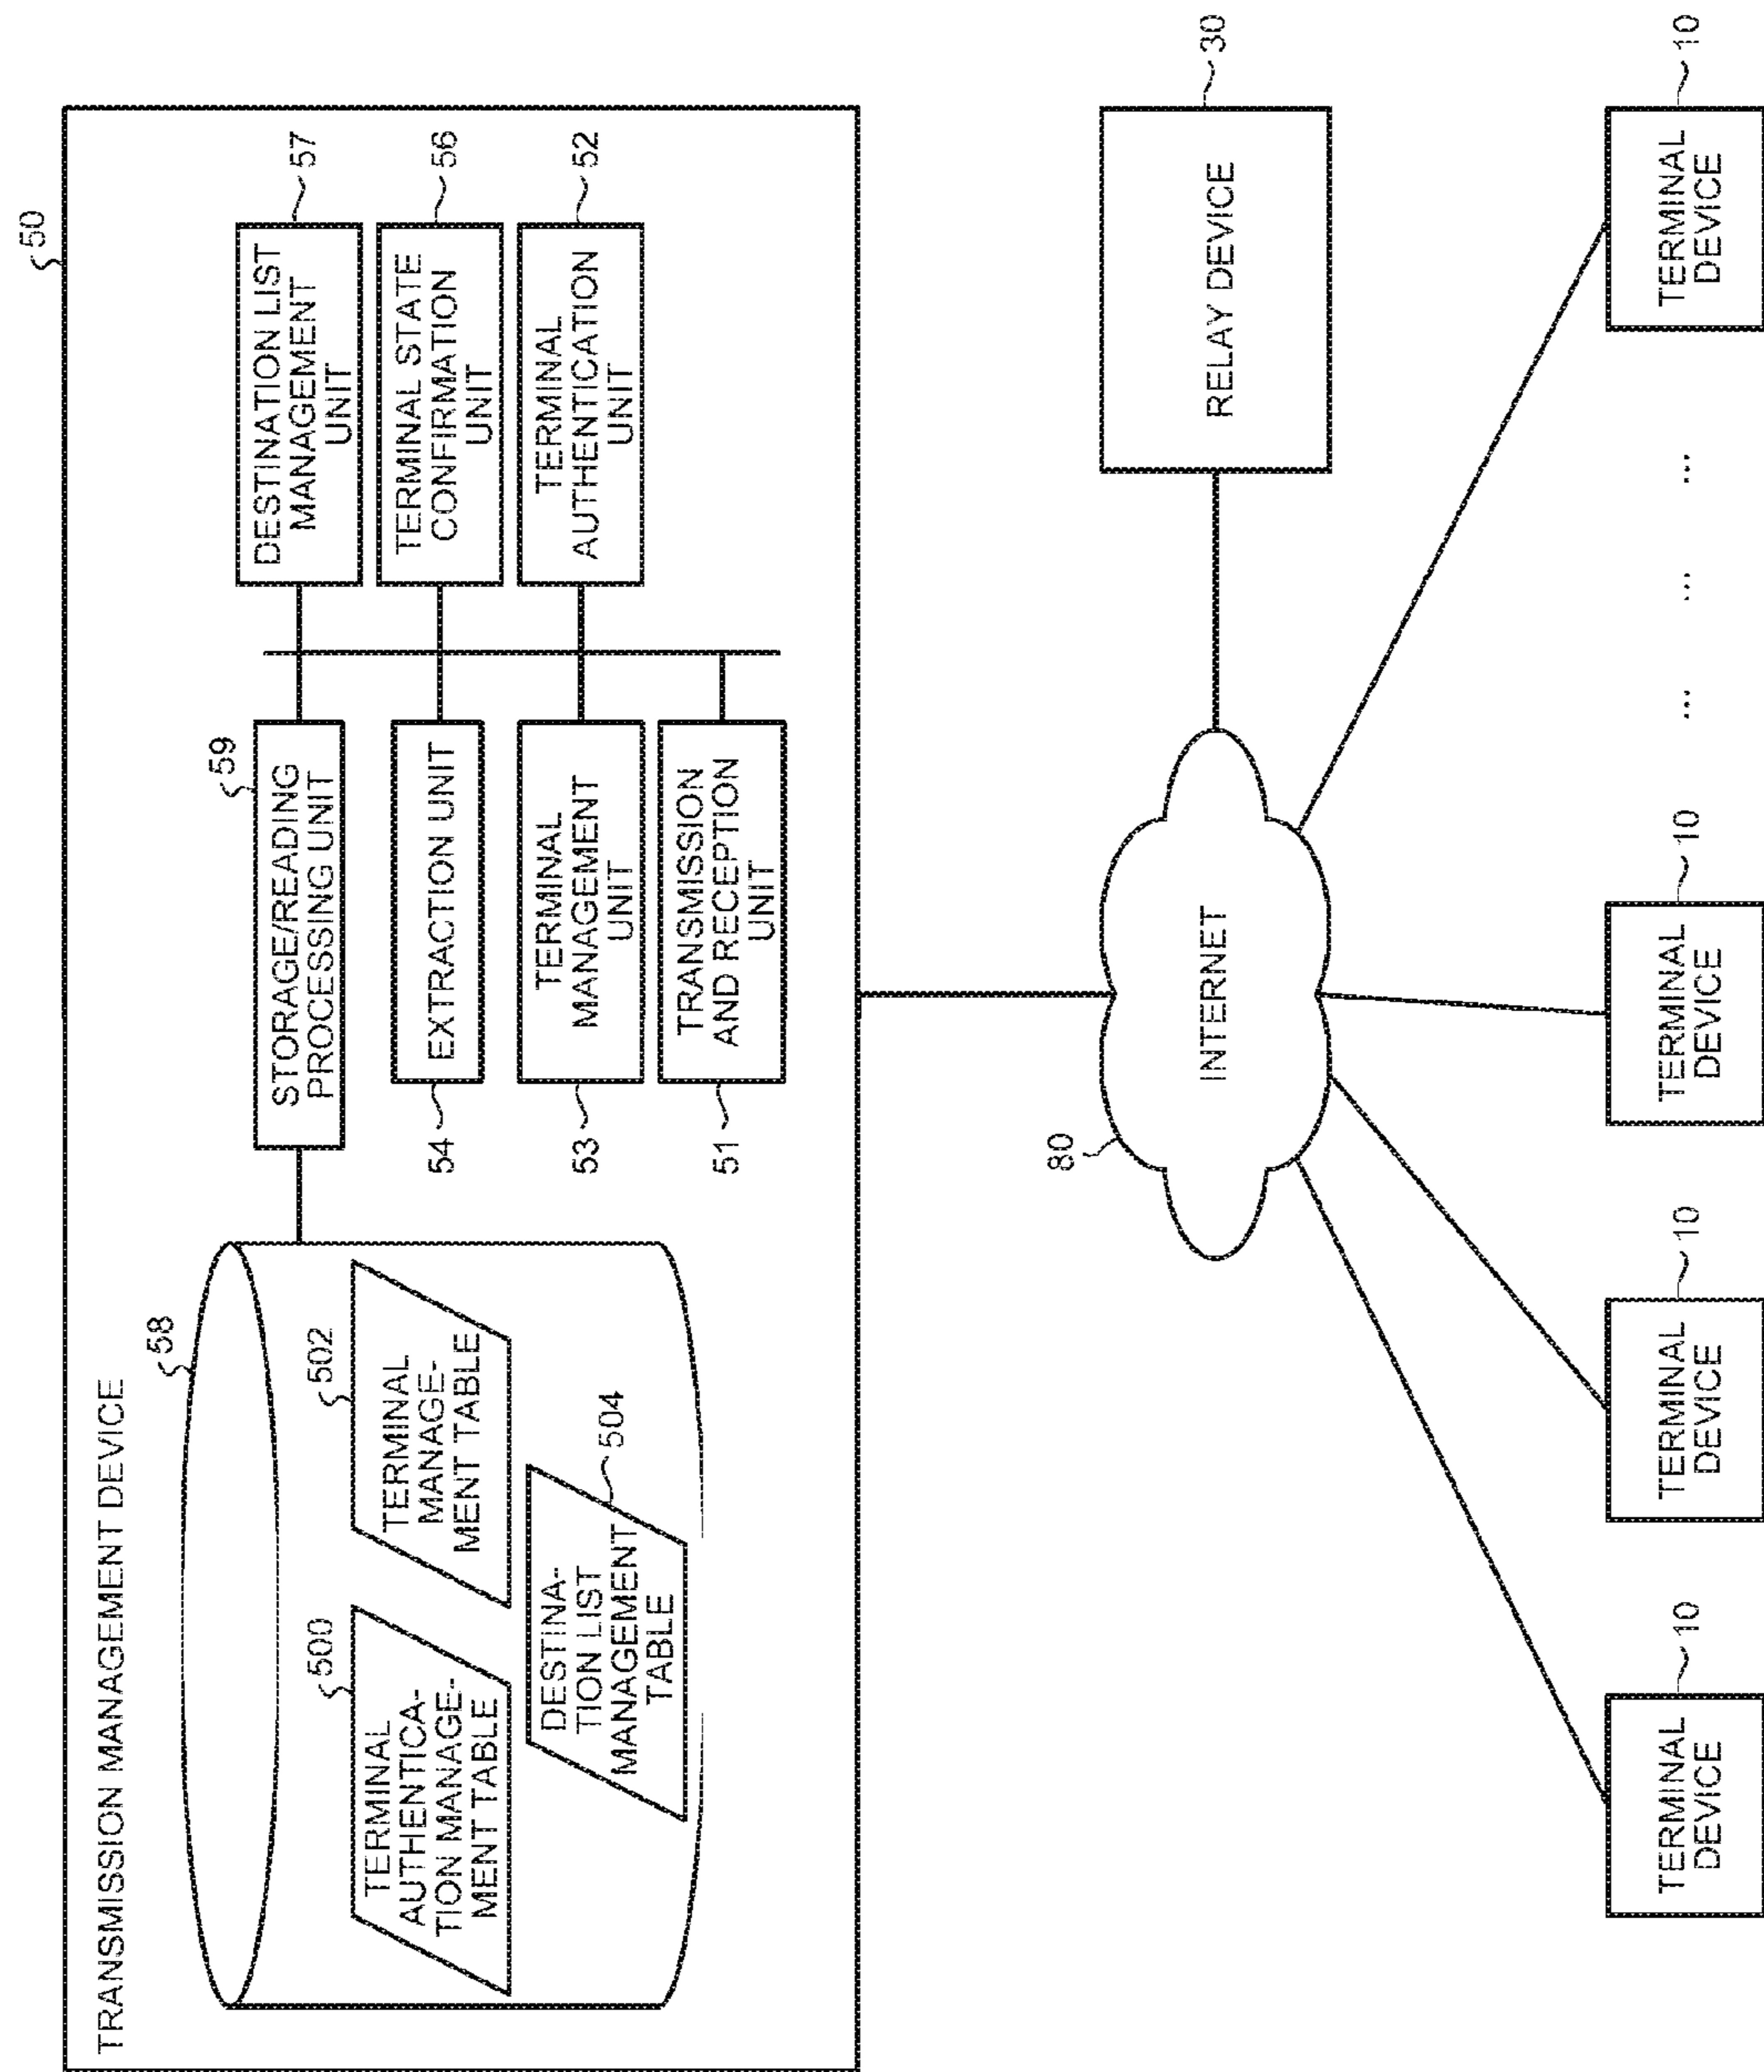 50
TRANSMISSION MANAGEMENT DEVICE
58
500
TERMINAL
AUTHENTICA-
TION MANAGE-
MENT TABLE
502
TERMINAL
MANAGE-
MENT TABLE
504
DESTINA-
TION LIST
MANAGEMENT
TABLE
59
STORAGE/READING
PROCESSING UNIT
54
EXTRACTION UNIT
53
TERMINAL
MANAGEMENT
UNIT
51
TRANSMISSION
AND RECEPTION
UNIT
DESTINATION LIST
MANAGEMENT
UNIT
57
TERMINAL STATE
CONFIRMATION
UNIT
56
TERMINAL
AUTHENTICATION
UNIT
52
80
INTERNET
RELAY DEVICE
30
TERMINAL
DEVICE
10
TERMINAL
DEVICE
10
TERMINAL
DEVICE
10
... ... ...
TERMINAL
DEVICE
10